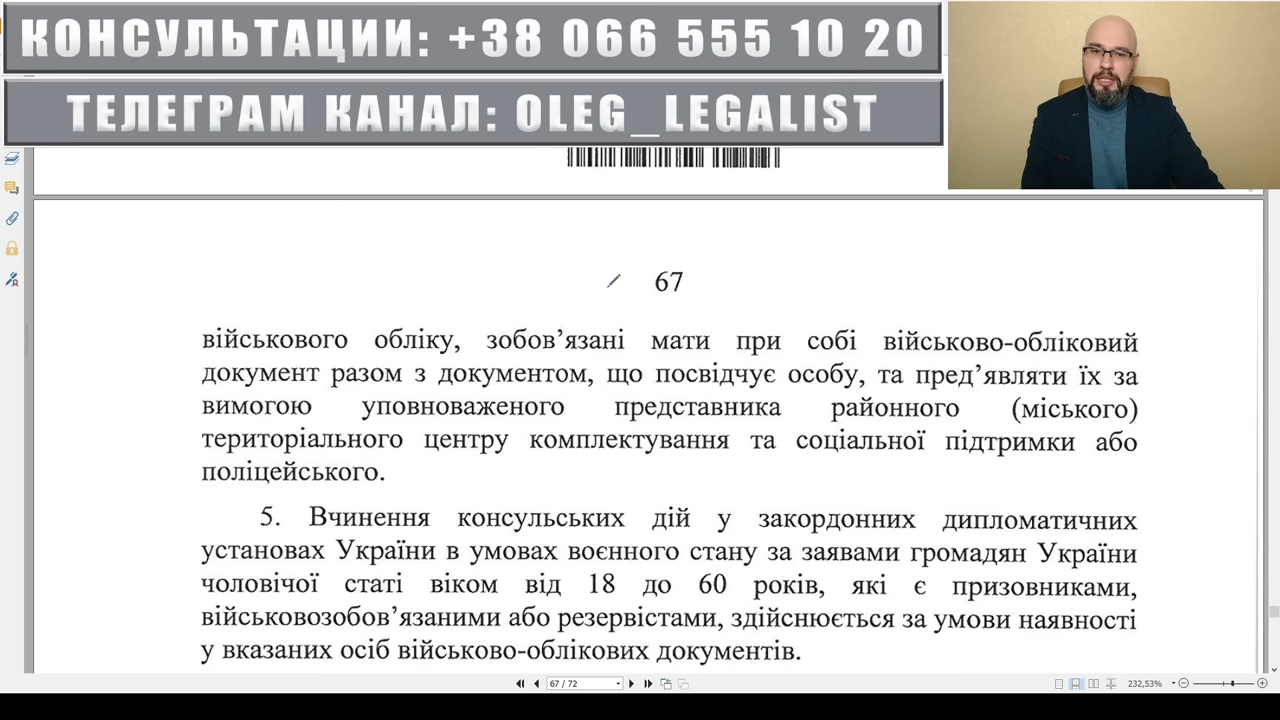 КОНСУЛЬТАЦИИ: +38 066 555 10 20
ТЕЛЕГРАМ КАНАЛ: OLEG_LEGALIST
67
військового обліку, зобов’язані мати при собі військово-обліковий
документ разом з документом, що посвідчує особу, та пред’являти їх за
вимогою уповноваженого представника районного (міського)
територіального центру комплектування та соціальної підтримки або
поліцейського.
5. Вчинення консульських дій у закордонних дипломатичних
установах України в умовах воєнного стану за заявами громадян України
чоловічої статі віком від 18 до 60 років, які є призовниками,
військовозобов’язаними або резервістами, здійснюється за умови наявності
у вказаних осіб військово-облікових документів.
67 / 72
232,53%